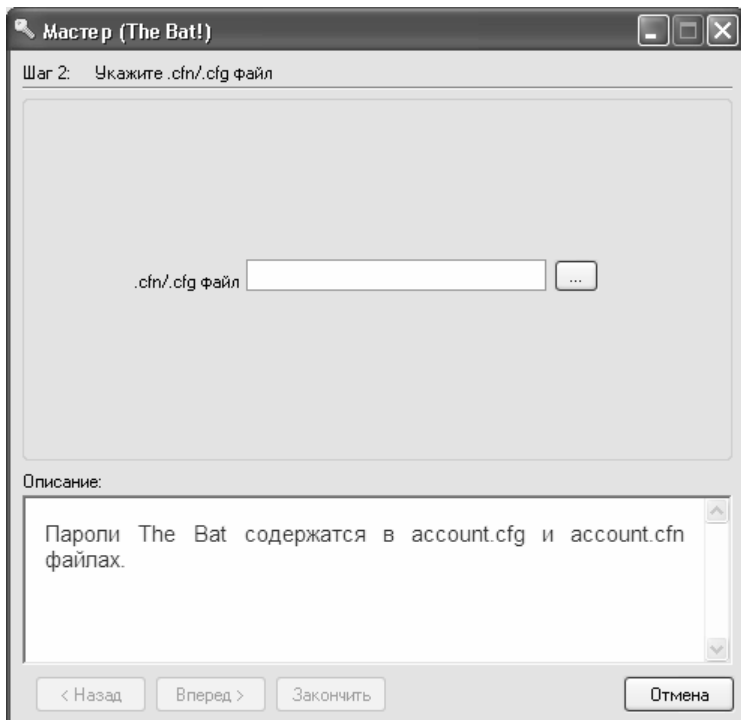 Мастер (The Bat!)
Шаг 2: Укажите .cfn/.cfg файл
.cfn/.cfg файл
...
Описание:
Пароли The Bat содержатся в account.cfg и account.cfn
файлах.
< Назад Вперед > Закончить Отмена